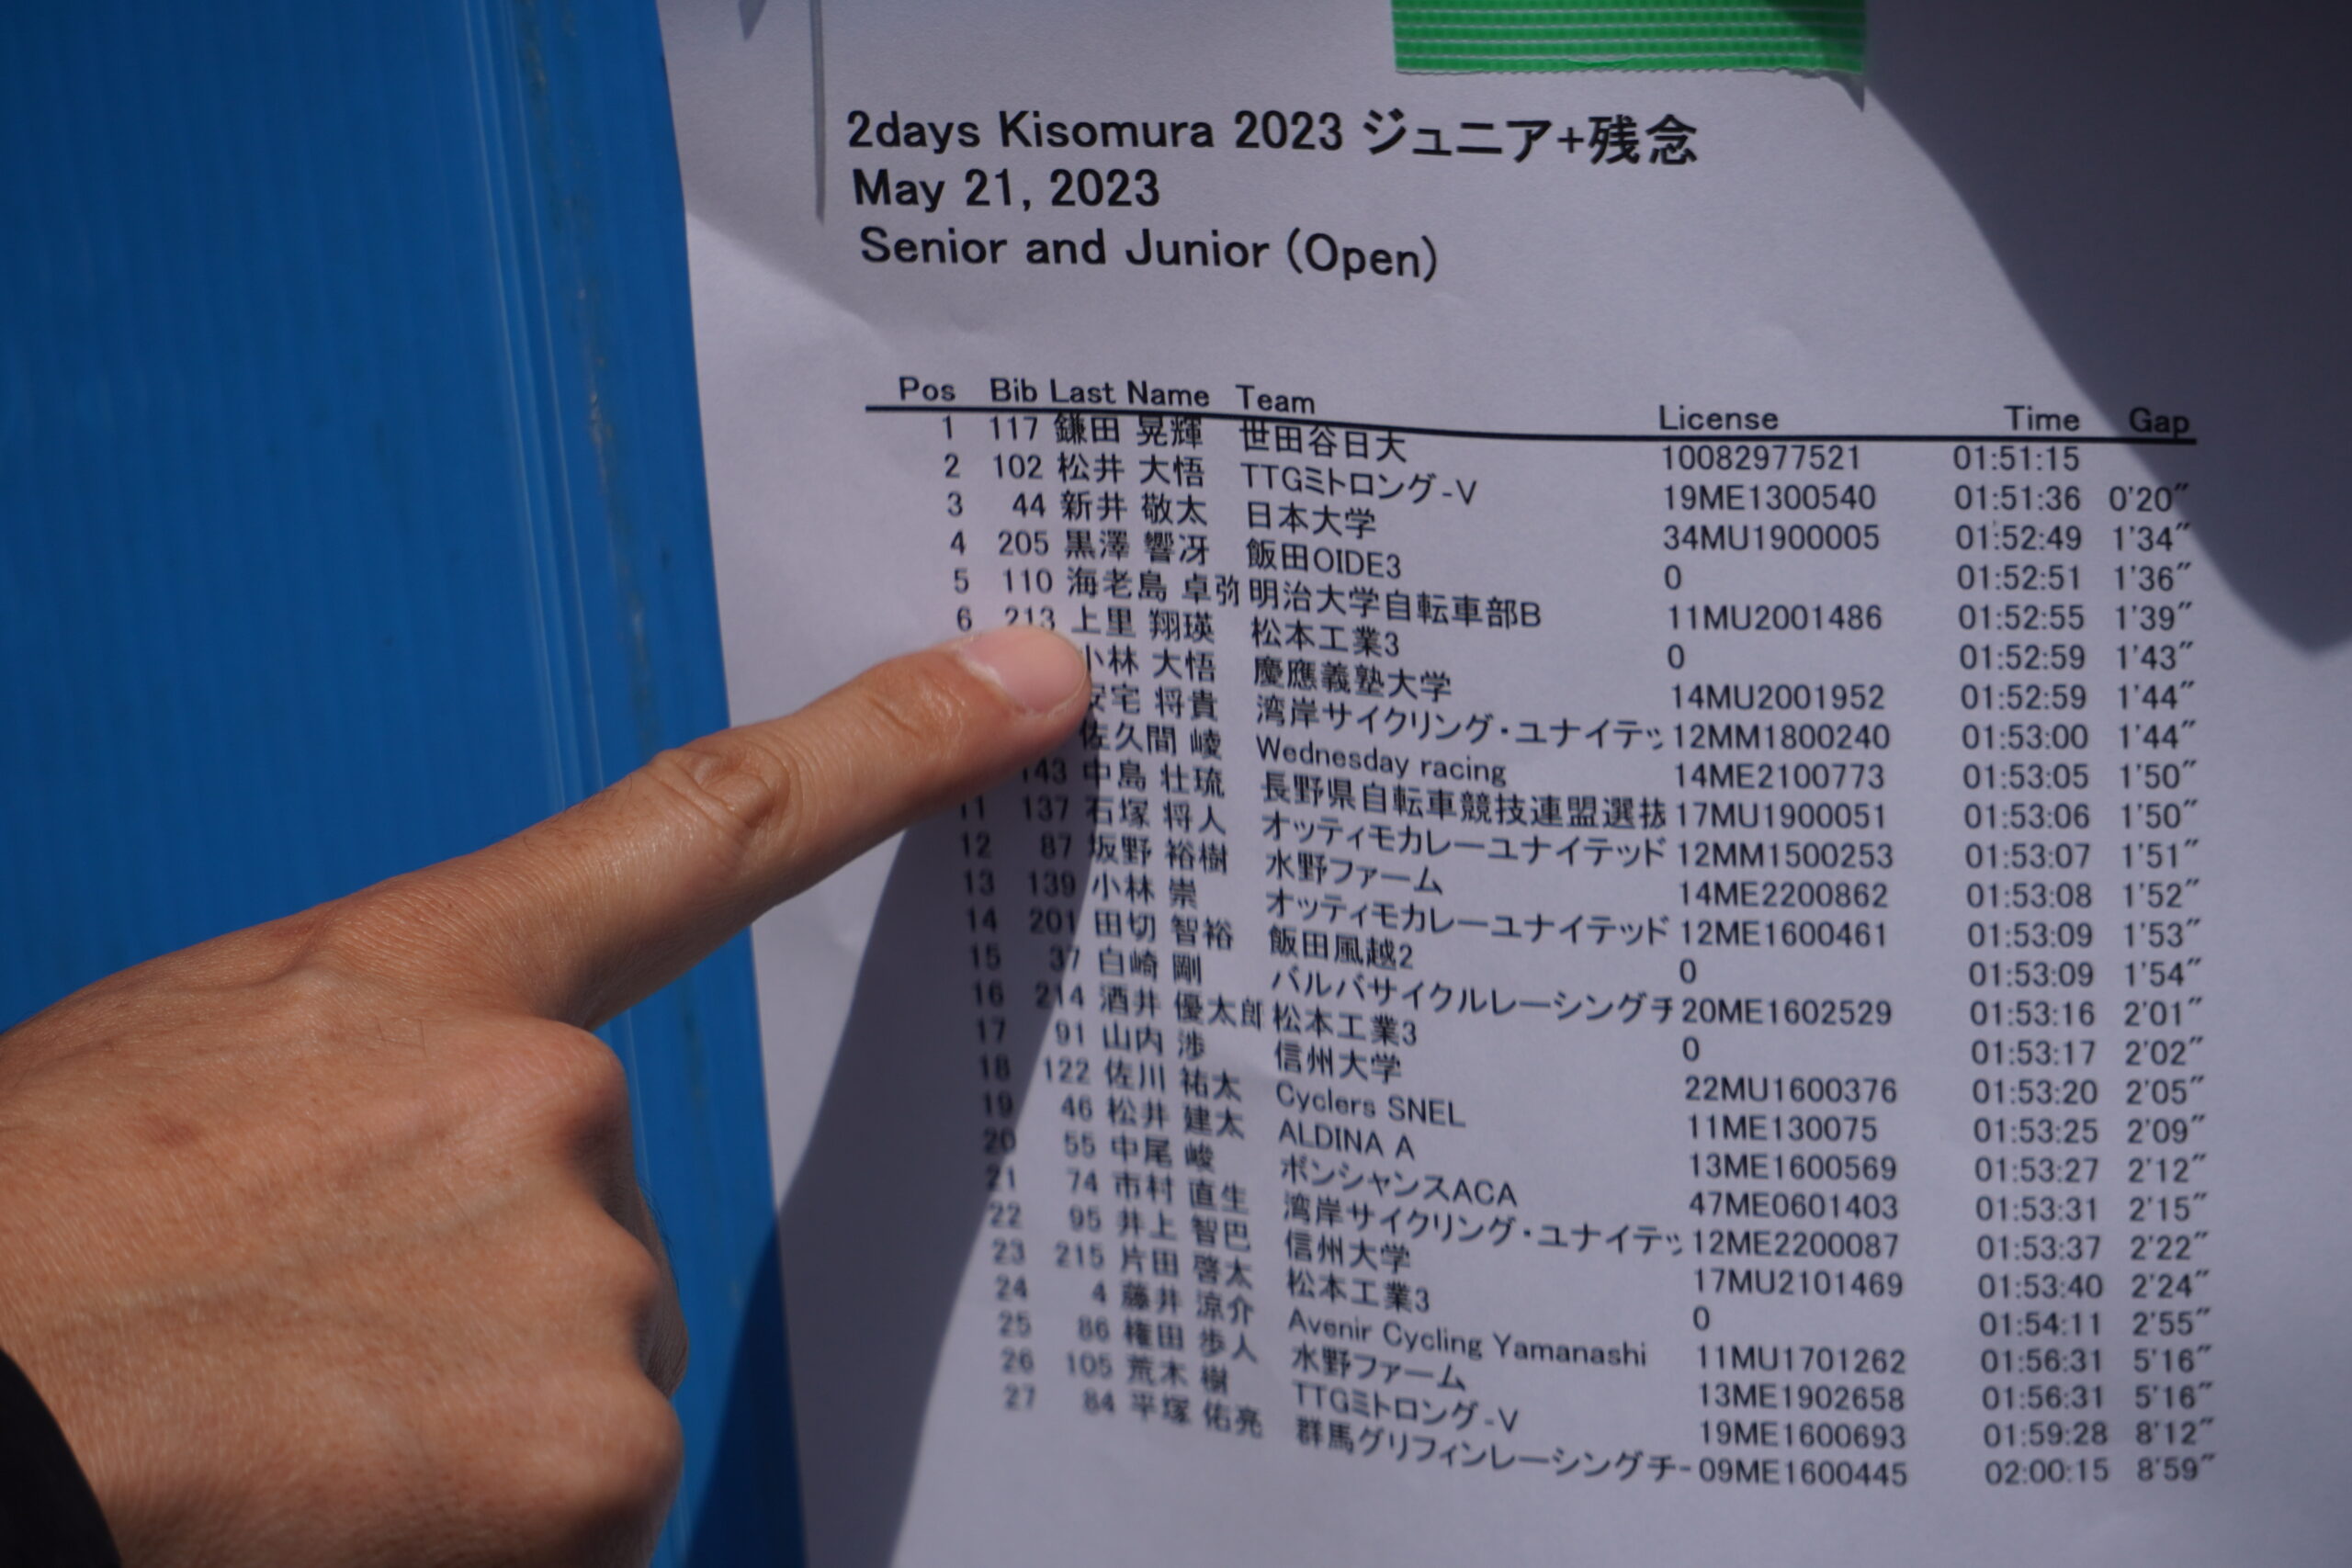 2days Kisomura 2023 ジュニア+残念
May 21, 2023
Senior and Junior (Open)
Pos Bib Last Name Team License Time Gap
1 117 鎌田 晃輝 世田谷日大 10082977521 01:51:15
2 102 松井 大悟 TTGミトロング-V 19ME1300540 01:51:36 0'20"
3 44 新井 敬太 日本大学 34MU1900005 01:52:49 1'34"
4 205 黒澤 響冴 飯田OIDE3 0 01:52:51 1'36"
5 110 海老島 卓弥 明治大学自転車部B 11MU2001486 01:52:55 1'39"
6 213 上里 翔瑛 松本工業3 0 01:52:59 1'43"
小林 大悟 慶應義塾大学 14MU2001952 01:52:59 1'44"
安宅 将貴 湾岸サイクリング・ユナイテッ 12MM1800240 01:53:00 1'44"
佐久間 崚 Wednesday racing 14ME2100773 01:53:05 1'50"
143 中島 壮琉 長野県自転車競技連盟選抜 17MU1900051 01:53:06 1'50"
11 137 石塚 将人 オッティモカレーユナイテッド 12MM1500253 01:53:07 1'51"
12 87 坂野 裕樹 水野ファーム 14ME2200862 01:53:08 1'52"
13 139 小林 崇 オッティモカレーユナイテッド 12ME1600461 01:53:09 1'53"
14 201 田切 智裕 飯田風越2 0 01:53:09 1'54"
15 37 白崎 剛 バルバサイクルレーシングチ 20ME1602529 01:53:16 2'01"
16 214 酒井 優太郎 松本工業3 0 01:53:17 2'02"
17 91 山内 渉 信州大学 22MU1600376 01:53:20 2'05"
18 122 佐川 祐太 Cyclers SNEL 11ME130075 01:53:25 2'09"
19 46 松井 建太 ALDINA A 13ME1600569 01:53:27 2'12"
20 55 中尾 峻 ボンシャンスACA 47ME0601403 01:53:31 2'15"
21 74 市村 直生 湾岸サイクリング・ユナイテッ 12ME2200087 01:53:37 2'22"
22 95 井上 智巴 信州大学 17MU2101469 01:53:40 2'24"
23 215 片田 啓太 松本工業3 0 01:54:11 2'55"
24 4 藤井 涼介 Avenir Cycling Yamanashi 11MU1701262 01:56:31 5'16"
25 86 権田 歩人 水野ファーム 13ME1902658 01:56:31 5'16"
26 105 荒木 樹 TTGミトロング-V 19ME1600693 01:59:28 8'12"
27 84 平塚 佑亮 群馬グリフィンレーシングチー 09ME1600445 02:00:15 8'59"